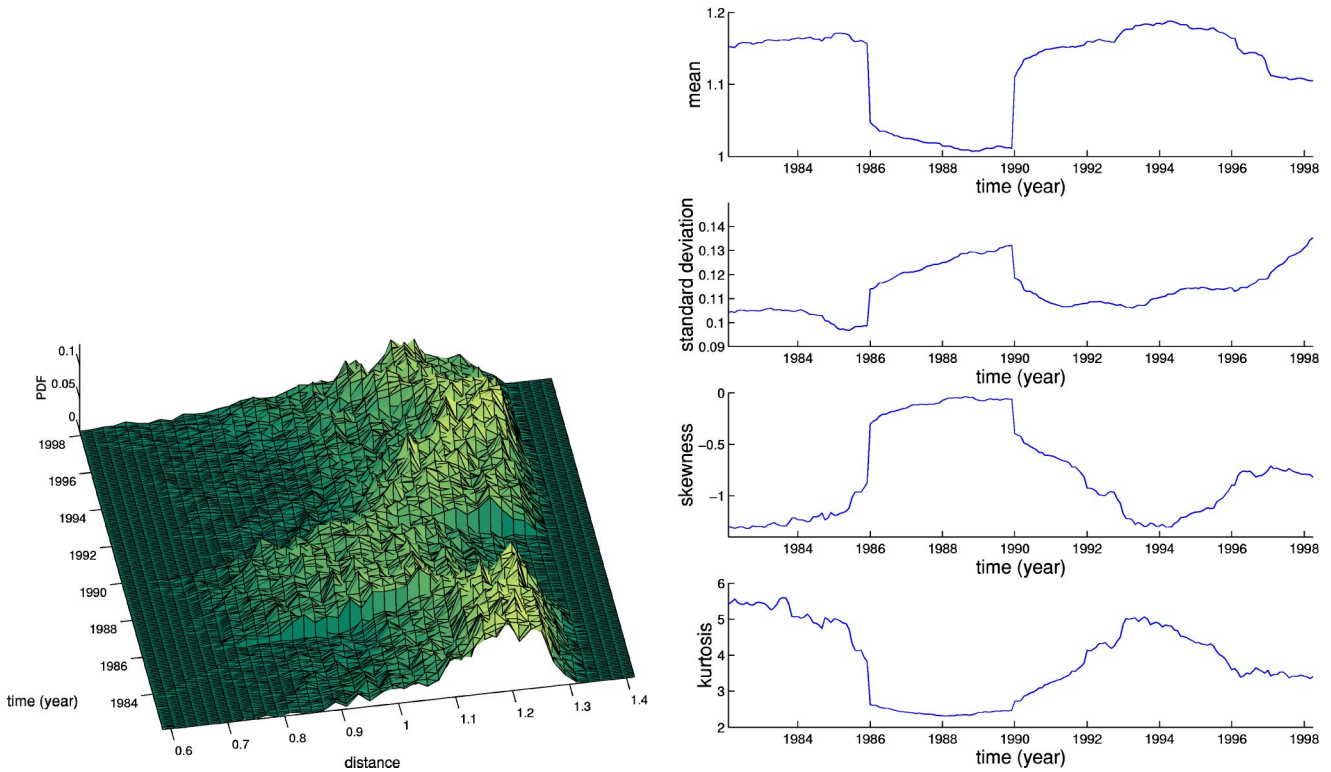 0.1
0.05
0
PDF
1998
1996
1994
1992
1990
1988
1986
1984
time (year)
0.6 0.7 0.8 0.9 1 1.1 1.2 1.3 1.4
distance
1.2
1.1
1
mean
1984 1986 1988 1990 1992 1994 1996 1998
time (year)
0.14
0.13
0.12
0.11
0.1
0.09
standard deviation
1984 1986 1988 1990 1992 1994 1996 1998
time (year)
0
−0.5
−1
skewness
1984 1986 1988 1990 1992 1994 1996 1998
time (year)
6
5
4
3
2
kurtosis
1984 1986 1988 1990 1992 1994 1996 1998
time (year)